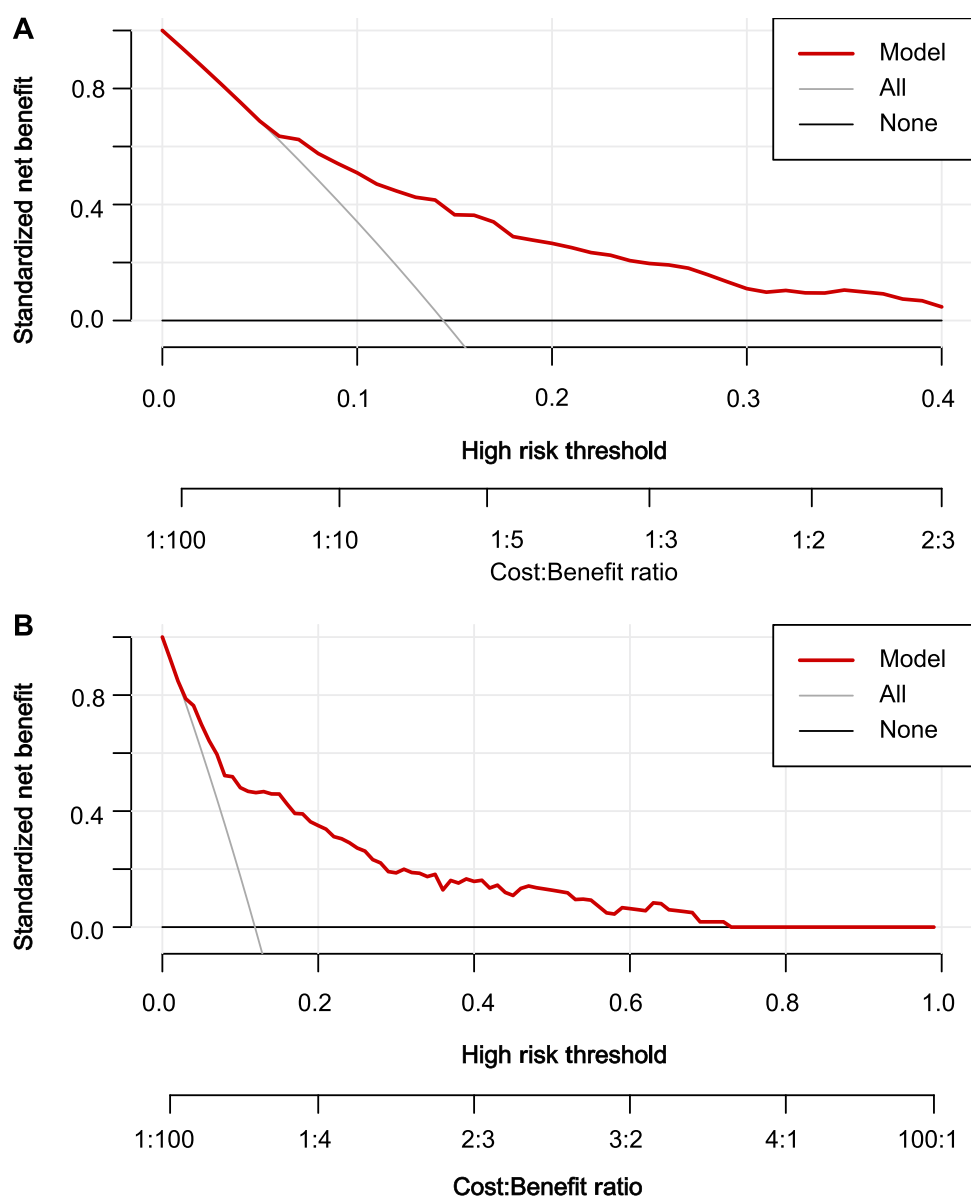 A
Model
All
None
0.8
0.4
0.0
Standardized net benefit
0.0 0.1 0.2 0.3 0.4
High risk threshold
1:100 1:10 1:5 1:3 1:2 2:3
Cost:Benefit ratio
B
Model
All
None
0.8
0.4
0.0
Standardized net benefit
0.0 0.2 0.4 0.6 0.8 1.0
High risk threshold
1:100 1:4 2:3 3:2 4:1 100:1
Cost:Benefit ratio